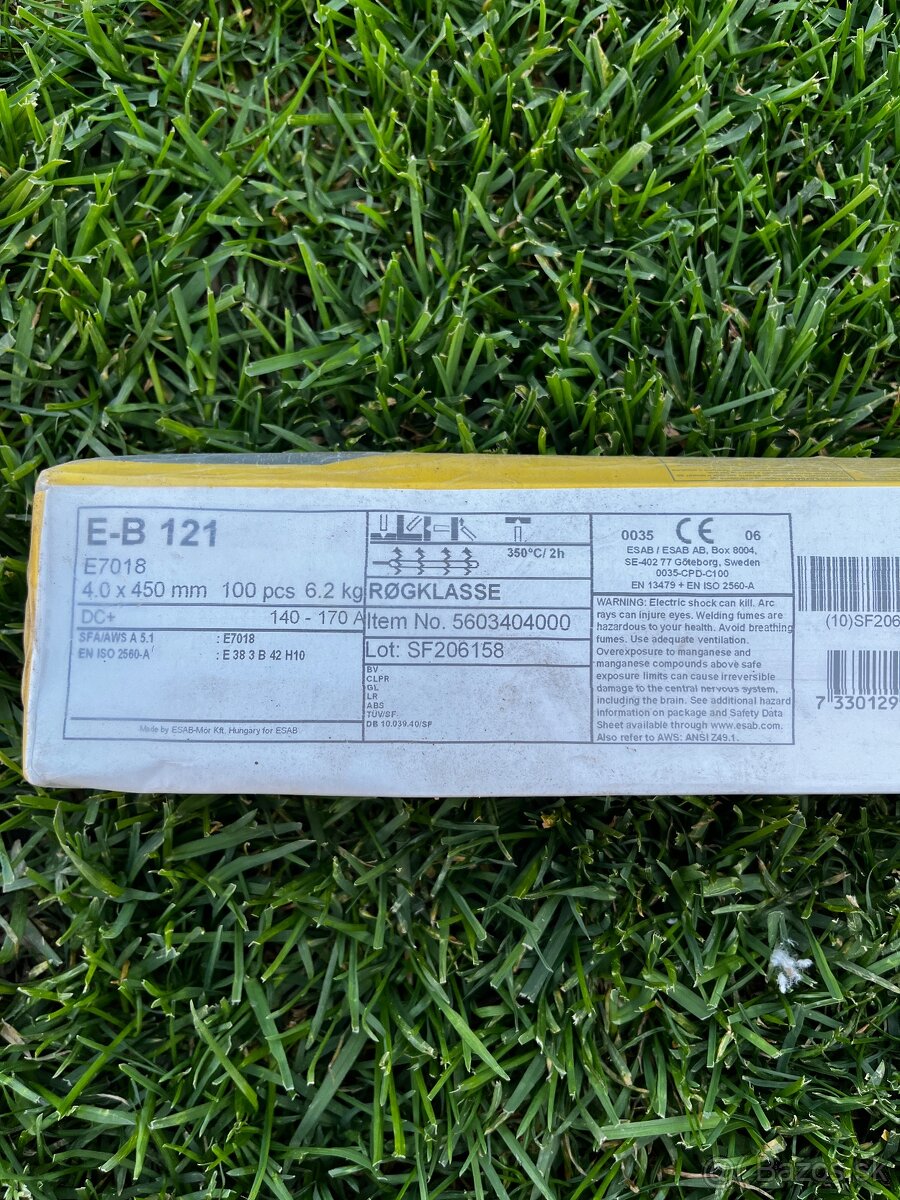 E-B 121
E7018
4.0 x 450 mm 100 pcs 6.2 kg
DC+ 140 - 170 A
SFA/AWS A 5.1 : E7018
EN ISO 2560-A : E 38 3 B 42 H10
Made by ESAB-Mor Kft, Hungary for ESAB
350°C/ 2h
RØGKLASSE
Item No. 5603404000
Lot: SF206158
BV
CLPR
GL
LR
ABS
TÜV/SF
DB 10.039.40/SF
0035 CE 06
ESAB / ESAB AB, Box 8004,
SE-402 77 Göteborg, Sweden
0035-CPD-C100
EN 13479 + EN ISO 2560-A
WARNING: Electric shock can kill. Arc
rays can injure eyes. Welding fumes are
hazardous to your health. Avoid breathing
fumes. Use adequate ventilation.
Overexposure to manganese and
manganese compounds above safe
exposure limits can cause irreversible
damage to the central nervous system,
including the brain. See additional hazard
information on package and Safety Data
Sheet available through www.esab.com.
Also refer to AWS: ANSI Z49.1.
(10)SF206
7 330129
Bazos.sk